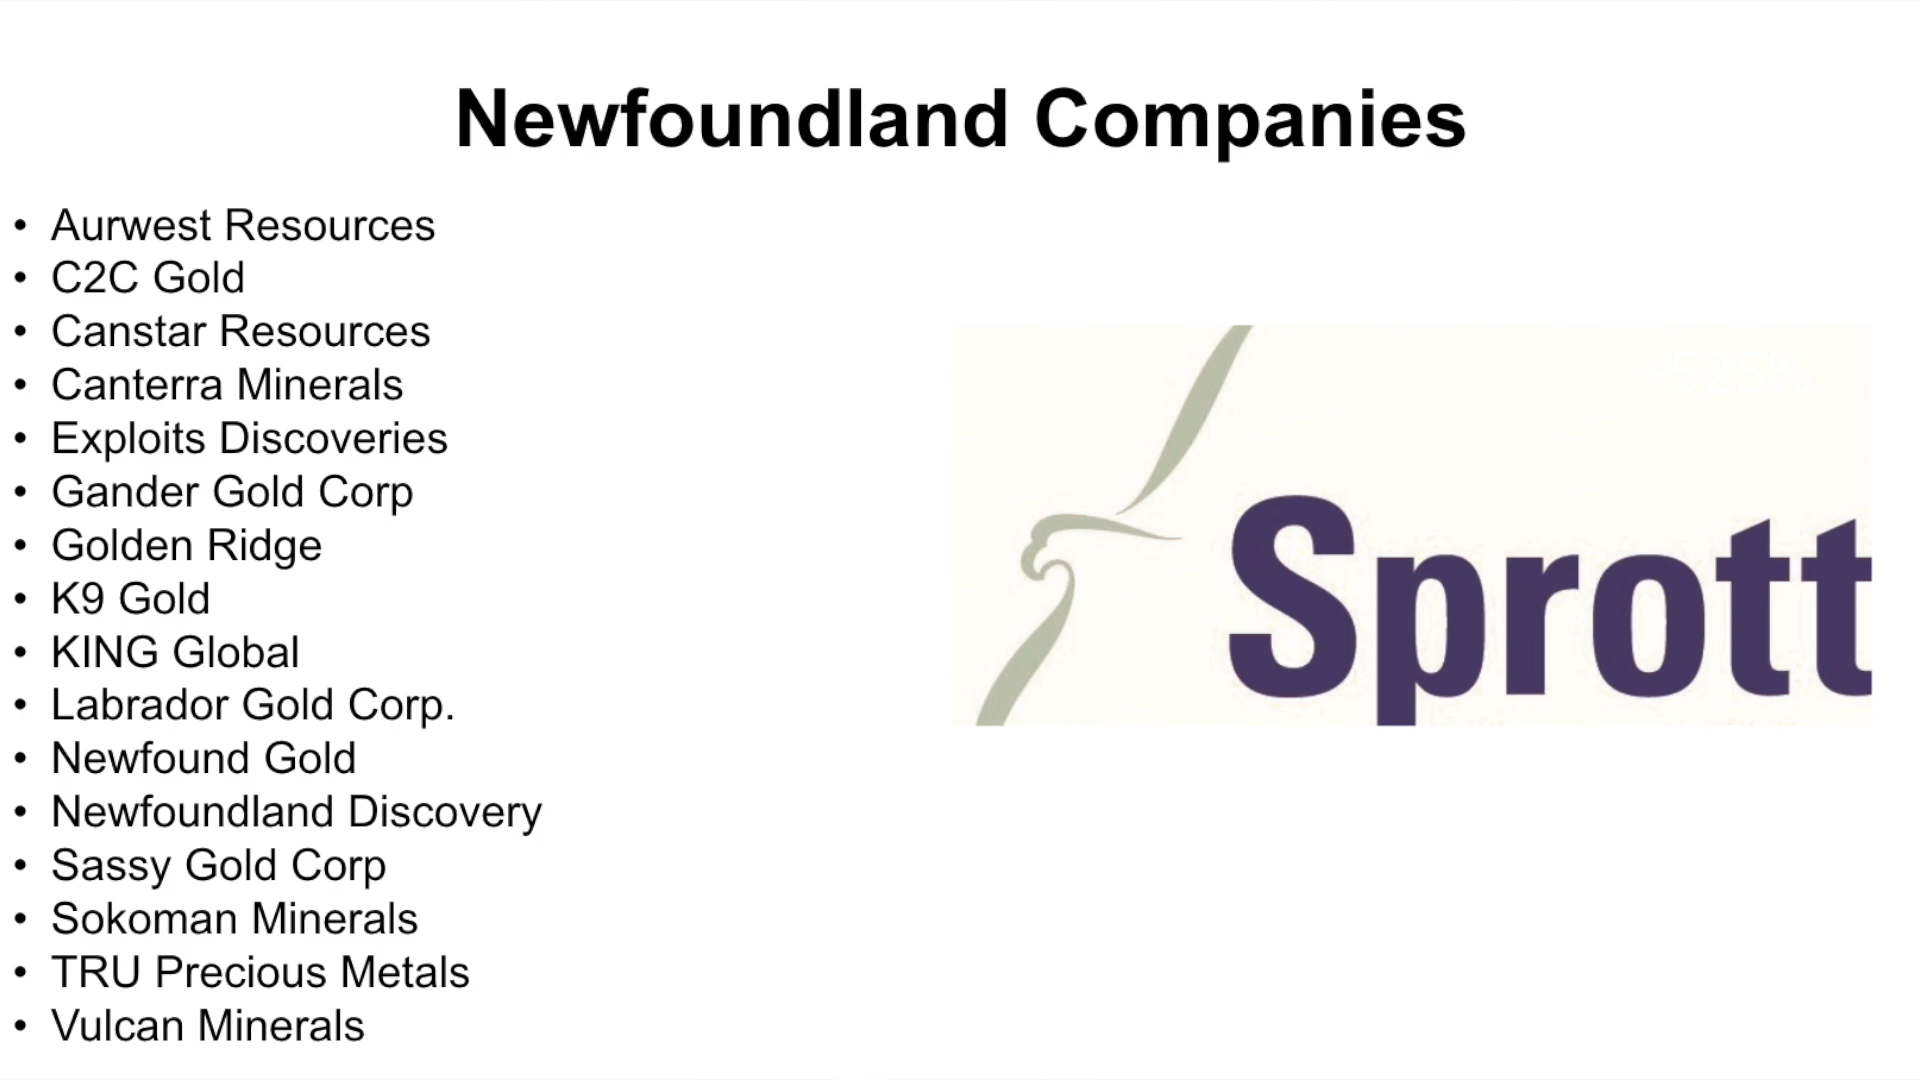 Newfoundland Companies
• Aurwest Resources
• C2C Gold
• Canstar Resources
• Canterra Minerals
• Exploits Discoveries
• Gander Gold Corp
• Golden Ridge
• K9 Gold
• KING Global
• Labrador Gold Corp.
• Newfound Gold
• Newfoundland Discovery
• Sassy Gold Corp
• Sokoman Minerals
• TRU Precious Metals
• Vulcan Minerals
+525%
Sprott